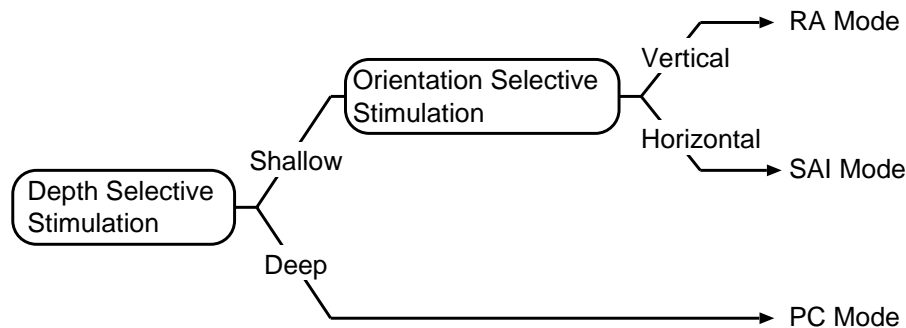 RA Mode
Vertical
Orientation Selective
Stimulation
Horizontal
Shallow
SAI Mode
Depth Selective
Stimulation
Deep
PC Mode